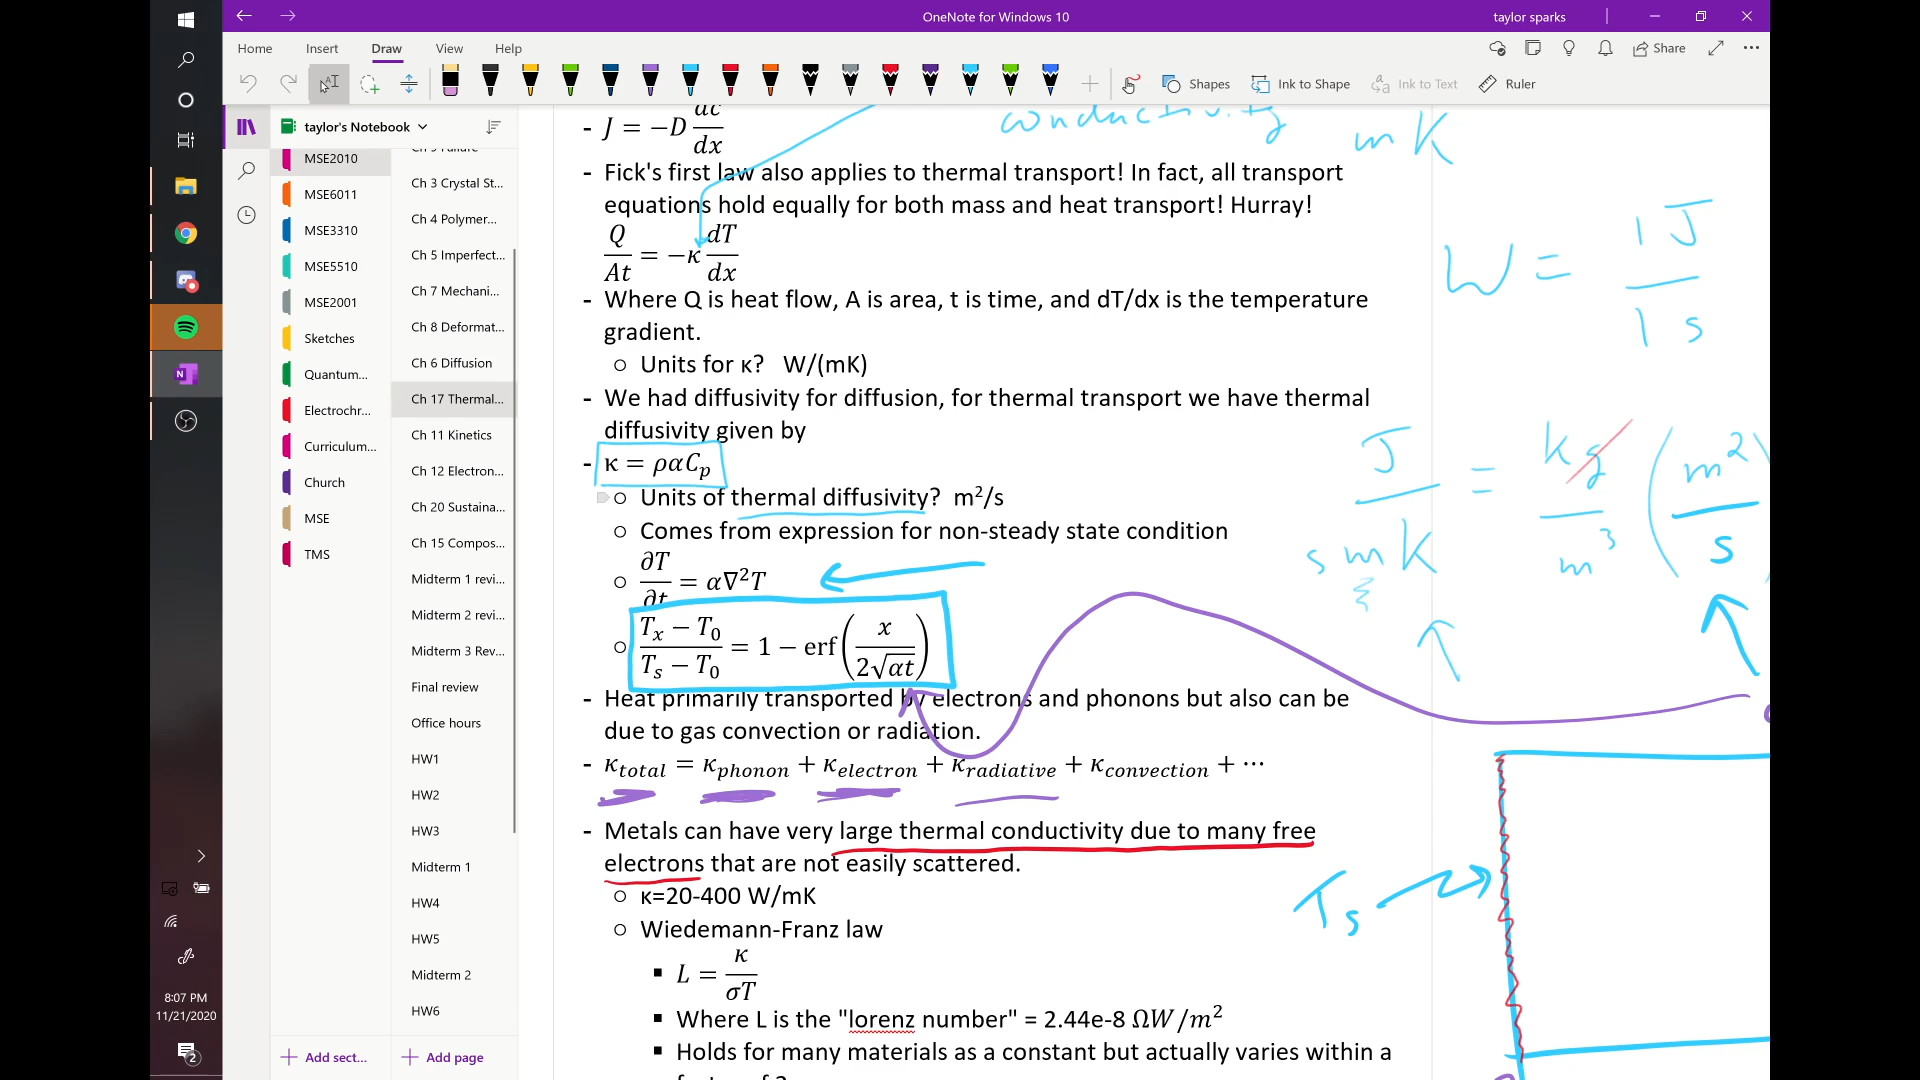 OneNote for Windows 10
taylor sparks
Home Insert Draw View Help
Share
Shapes Ink to Shape Ink to Text Ruler
taylor's Notebook
MSE2010
MSE6011
MSE3310
MSE5510
MSE2001
Sketches
Quantum...
Electrochr...
Curriculum...
Church
MSE
TMS
Ch 3 Crystal St...
Ch 4 Polymer...
Ch 5 Imperfect...
Ch 7 Mechani...
Ch 8 Deformat...
Ch 6 Diffusion
Ch 17 Thermal...
Ch 11 Kinetics
Ch 12 Electron...
Ch 20 Sustaina...
Ch 15 Compos...
Midterm 1 revi...
Midterm 2 revi...
Midterm 3 Rev...
Final review
Office hours
HW1
HW2
HW3
Midterm 1
HW4
HW5
Midterm 2
HW6
Add sect...
Add page
8:07 PM
11/21/2020
2
- J = −D dc/dx
- Fick's first law also applies to thermal transport! In fact, all transport
equations hold equally for both mass and heat transport! Hurray!
Q/At = −κ dT/dx
- Where Q is heat flow, A is area, t is time, and dT/dx is the temperature
gradient.
○ Units for κ? W/(mK)
- We had diffusivity for diffusion, for thermal transport we have thermal
diffusivity given by
- κ = ραCₚ
○ Units of thermal diffusivity? m²/s
○ Comes from expression for non-steady state condition
○ ∂T/∂t = α∇²T
○ (Tₓ − T₀)/(Tₛ − T₀) = 1 − erf(x/(2√αt))
- Heat primarily transported by electrons and phonons but also can be
due to gas convection or radiation.
- κtotal = κphonon + κelectron + κradiative + κconvection + ⋯
- Metals can have very large thermal conductivity due to many free
electrons that are not easily scattered.
○ κ=20-400 W/mK
○ Wiedemann-Franz law
▪ L = κ/σT
▪ Where L is the "lorenz number" = 2.44e-8 ΩW/m²
▪ Holds for many materials as a constant but actually varies within a
conductivity
m K
W = 1 J / 1 s
J / s m K = kg / m³ ( m² / s
Ts